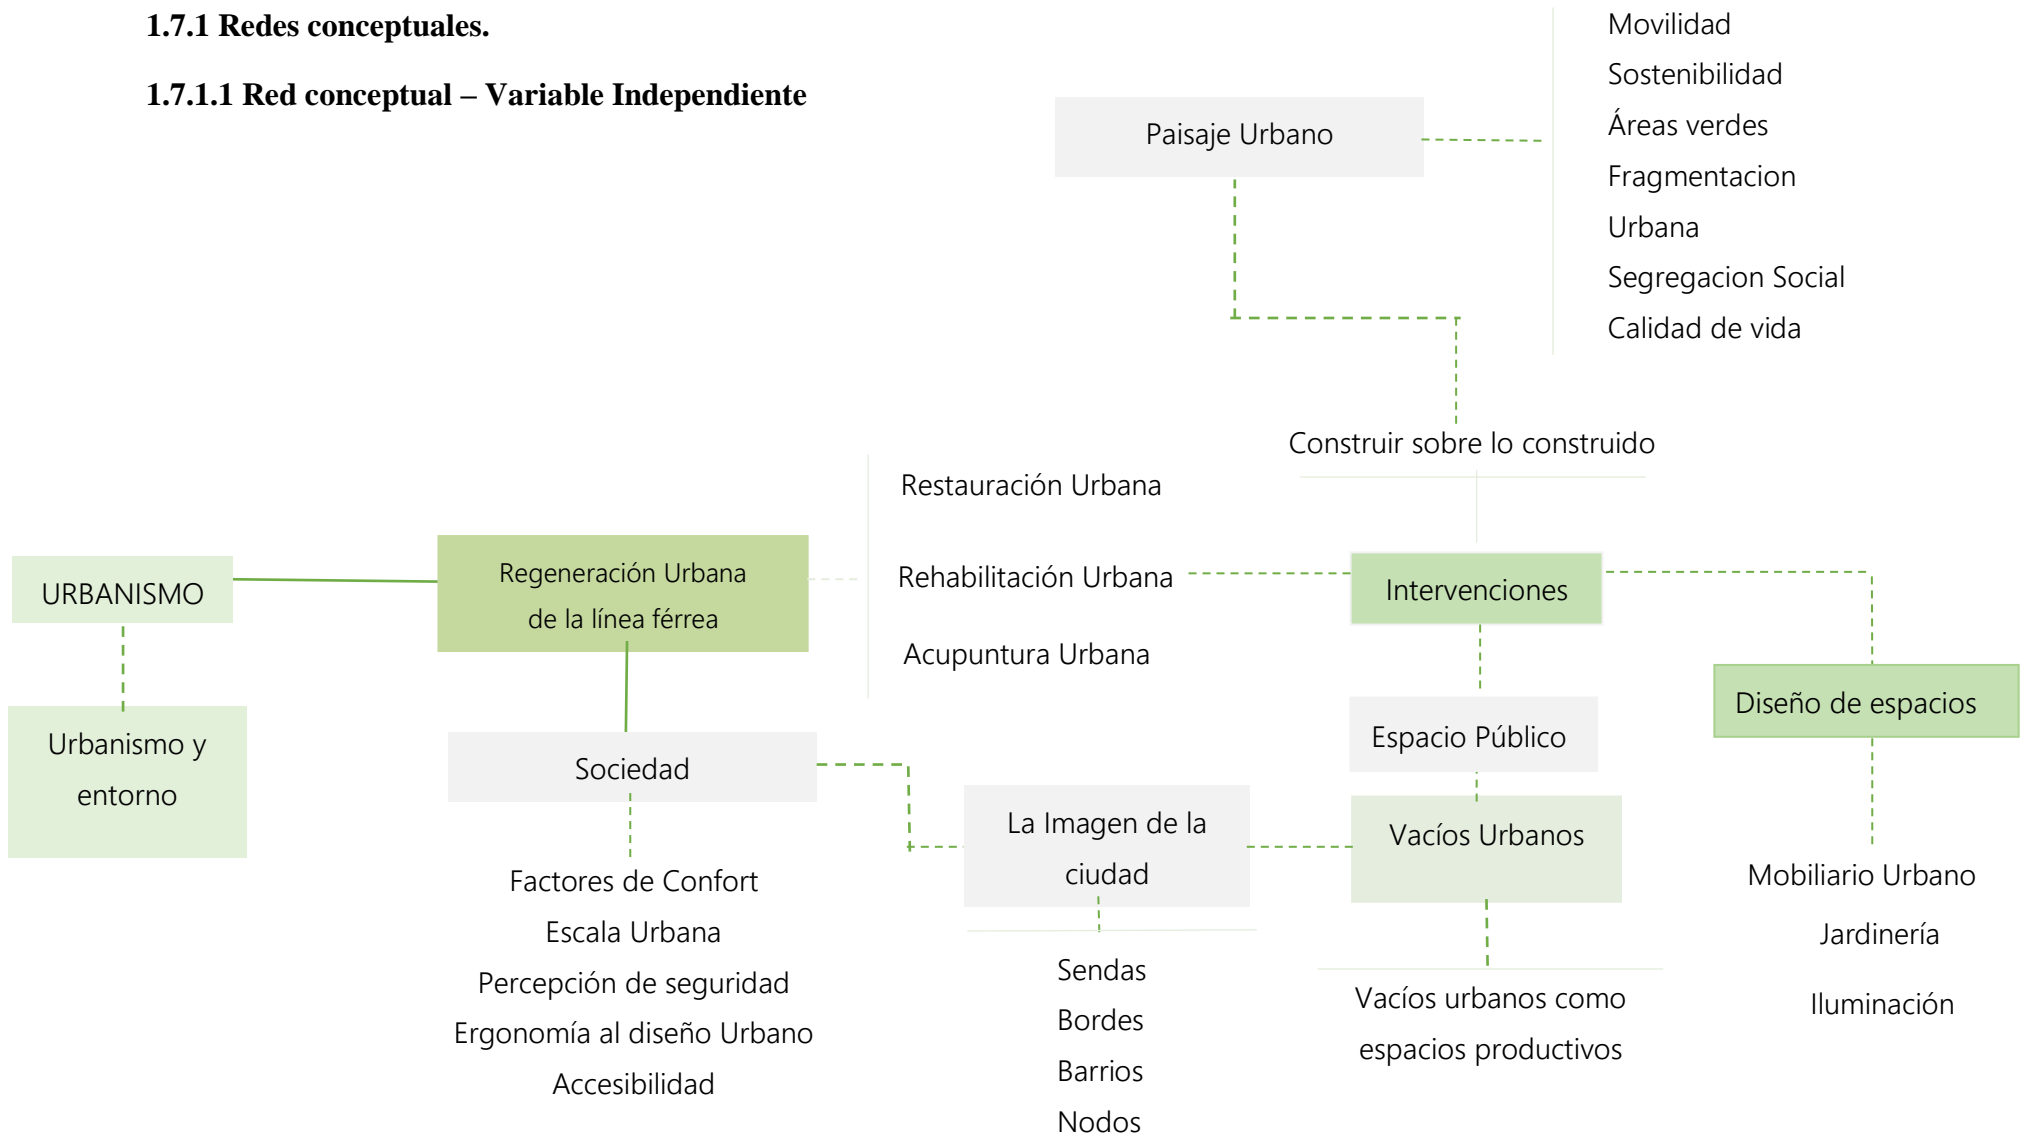 1.7.1 Redes conceptuales.
1.7.1.1 Red conceptual – Variable Independiente
Paisaje Urbano
Movilidad
Sostenibilidad
Áreas verdes
Fragmentacion
Urbana
Segregacion Social
Calidad de vida
Construir sobre lo construido
Restauración Urbana
Rehabilitación Urbana
Acupuntura Urbana
URBANISMO
Regeneración Urbana
de la línea férrea
Intervenciones
Urbanismo y
entorno
Sociedad
Espacio Público
Diseño de espacios
La Imagen de la
ciudad
Vacíos Urbanos
Factores de Confort
Escala Urbana
Percepción de seguridad
Ergonomía al diseño Urbano
Accesibilidad
Sendas
Bordes
Barrios
Nodos
Vacíos urbanos como
espacios productivos
Mobiliario Urbano
Jardinería
Iluminación